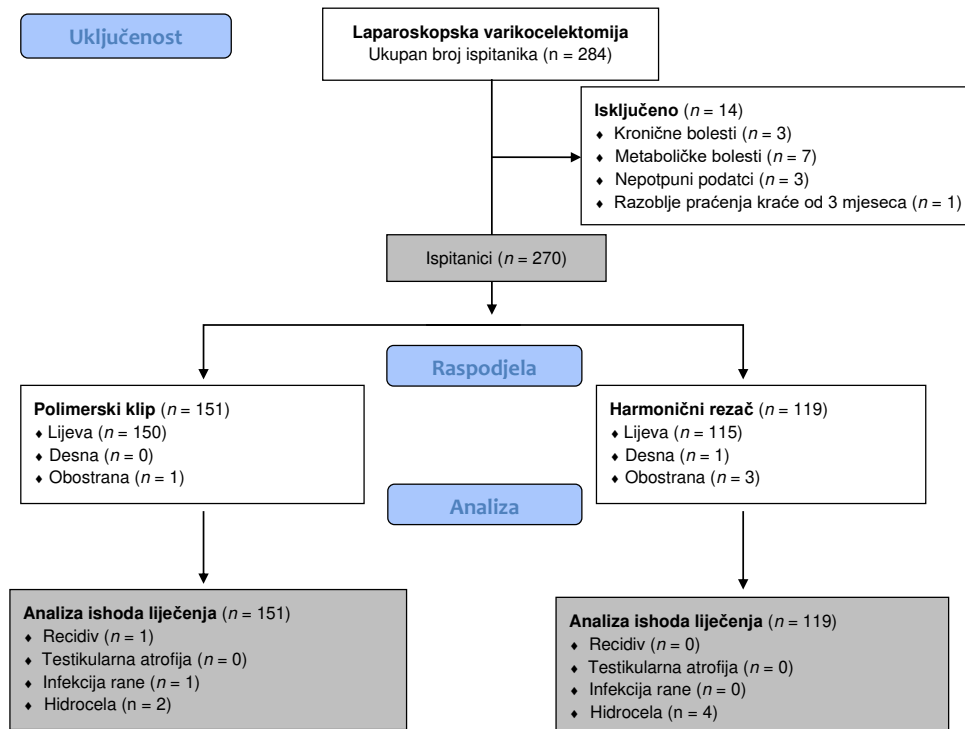 Uključenost
Laparoskopska varikocelektomija
Ukupan broj ispitanika (n = 284)
Isključeno (n = 14)
♦ Kronične bolesti (n = 3)
♦ Metaboličke bolesti (n = 7)
♦ Nepotpuni podatci (n = 3)
♦ Razoblje praćenja kraće od 3 mjeseca (n = 1)
Ispitanici (n = 270)
Raspodjela
Polimerski klip (n = 151)
♦ Lijeva (n = 150)
♦ Desna (n = 0)
♦ Obostrana (n = 1)
Harmonični rezač (n = 119)
♦ Lijeva (n = 115)
♦ Desna (n = 1)
♦ Obostrana (n = 3)
Analiza
Analiza ishoda liječenja (n = 151)
♦ Recidiv (n = 1)
♦ Testikularna atrofija (n = 0)
♦ Infekcija rane (n = 1)
♦ Hidrocela (n = 2)
Analiza ishoda liječenja (n = 119)
♦ Recidiv (n = 0)
♦ Testikularna atrofija (n = 0)
♦ Infekcija rane (n = 0)
♦ Hidrocela (n = 4)